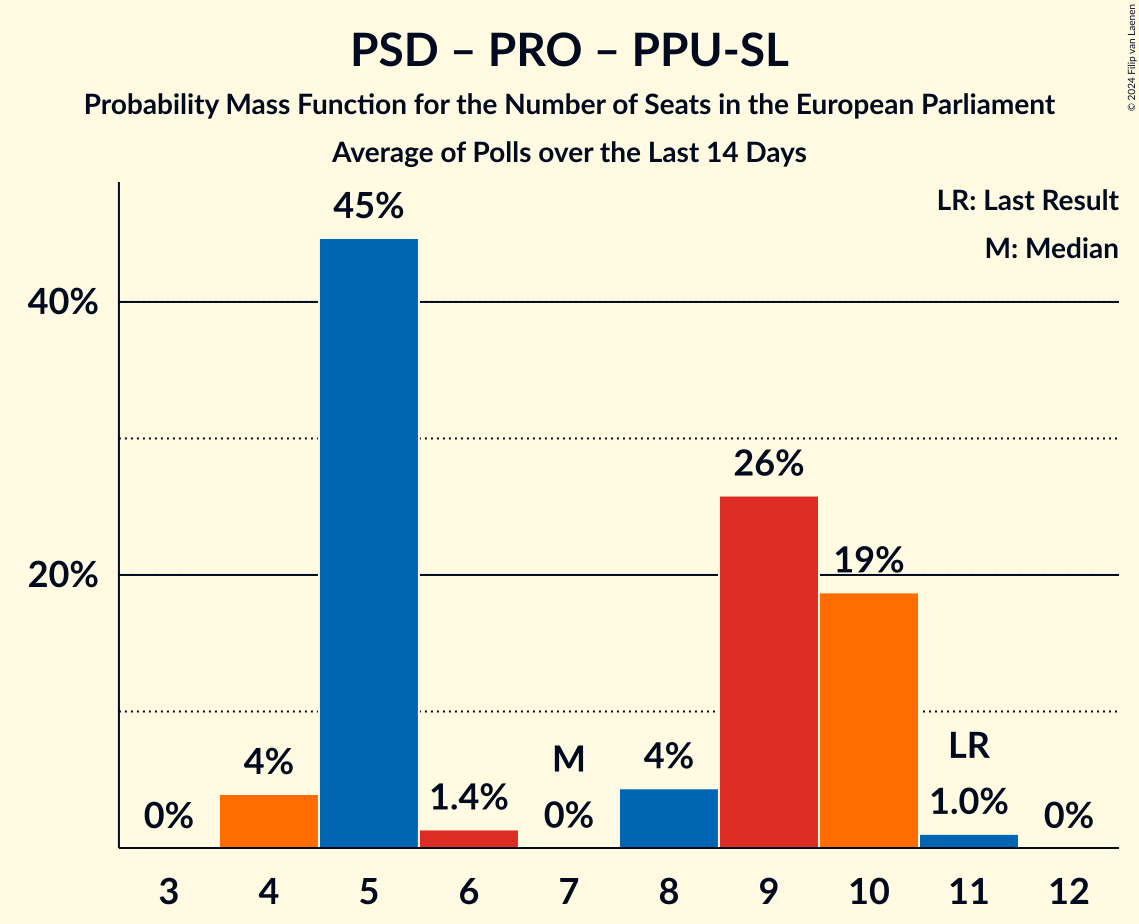 PSD – PRO – PPU-SL
Probability Mass Function for the Number of Seats in the European Parliament
Average of Polls over the Last 14 Days
© 2024 Filip van Laenen
LR: Last Result
M: Median
45%
40%
26%
20%
19%
0%
4%
1.4%
M
0%
4%
LR
1.0%
0%
3 4 5 6 7 8 9 10 11 12